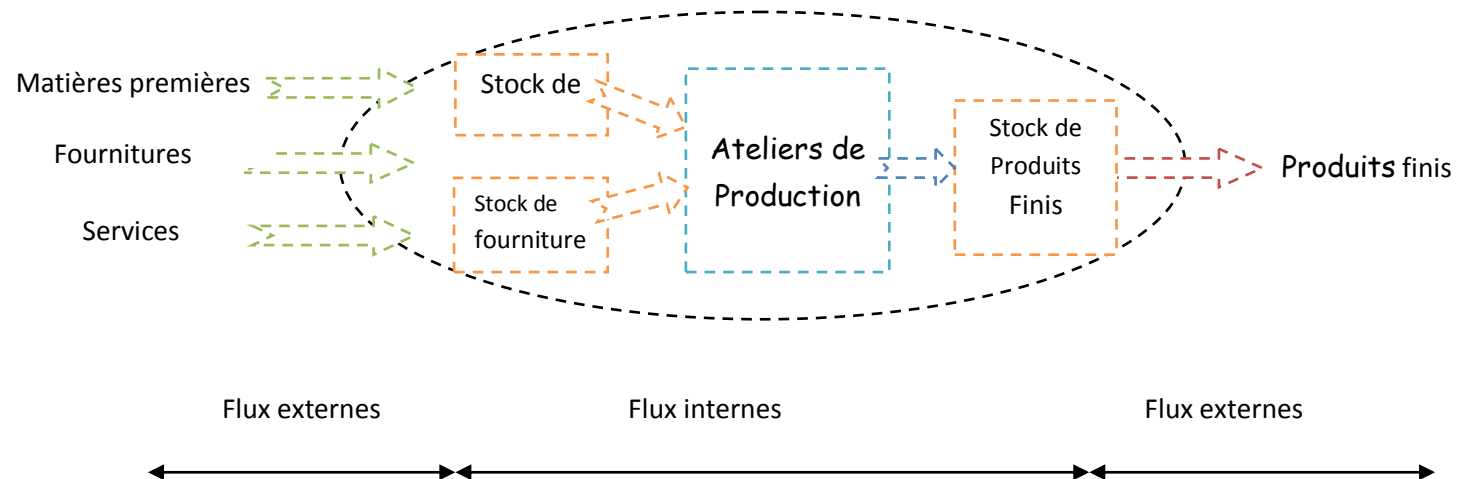 Matières premières
Fournitures
Services
Stock de
Stock de
fourniture
Ateliers de
Production
Stock de
Produits
Finis
Produits finis
Flux externes
Flux internes
Flux externes